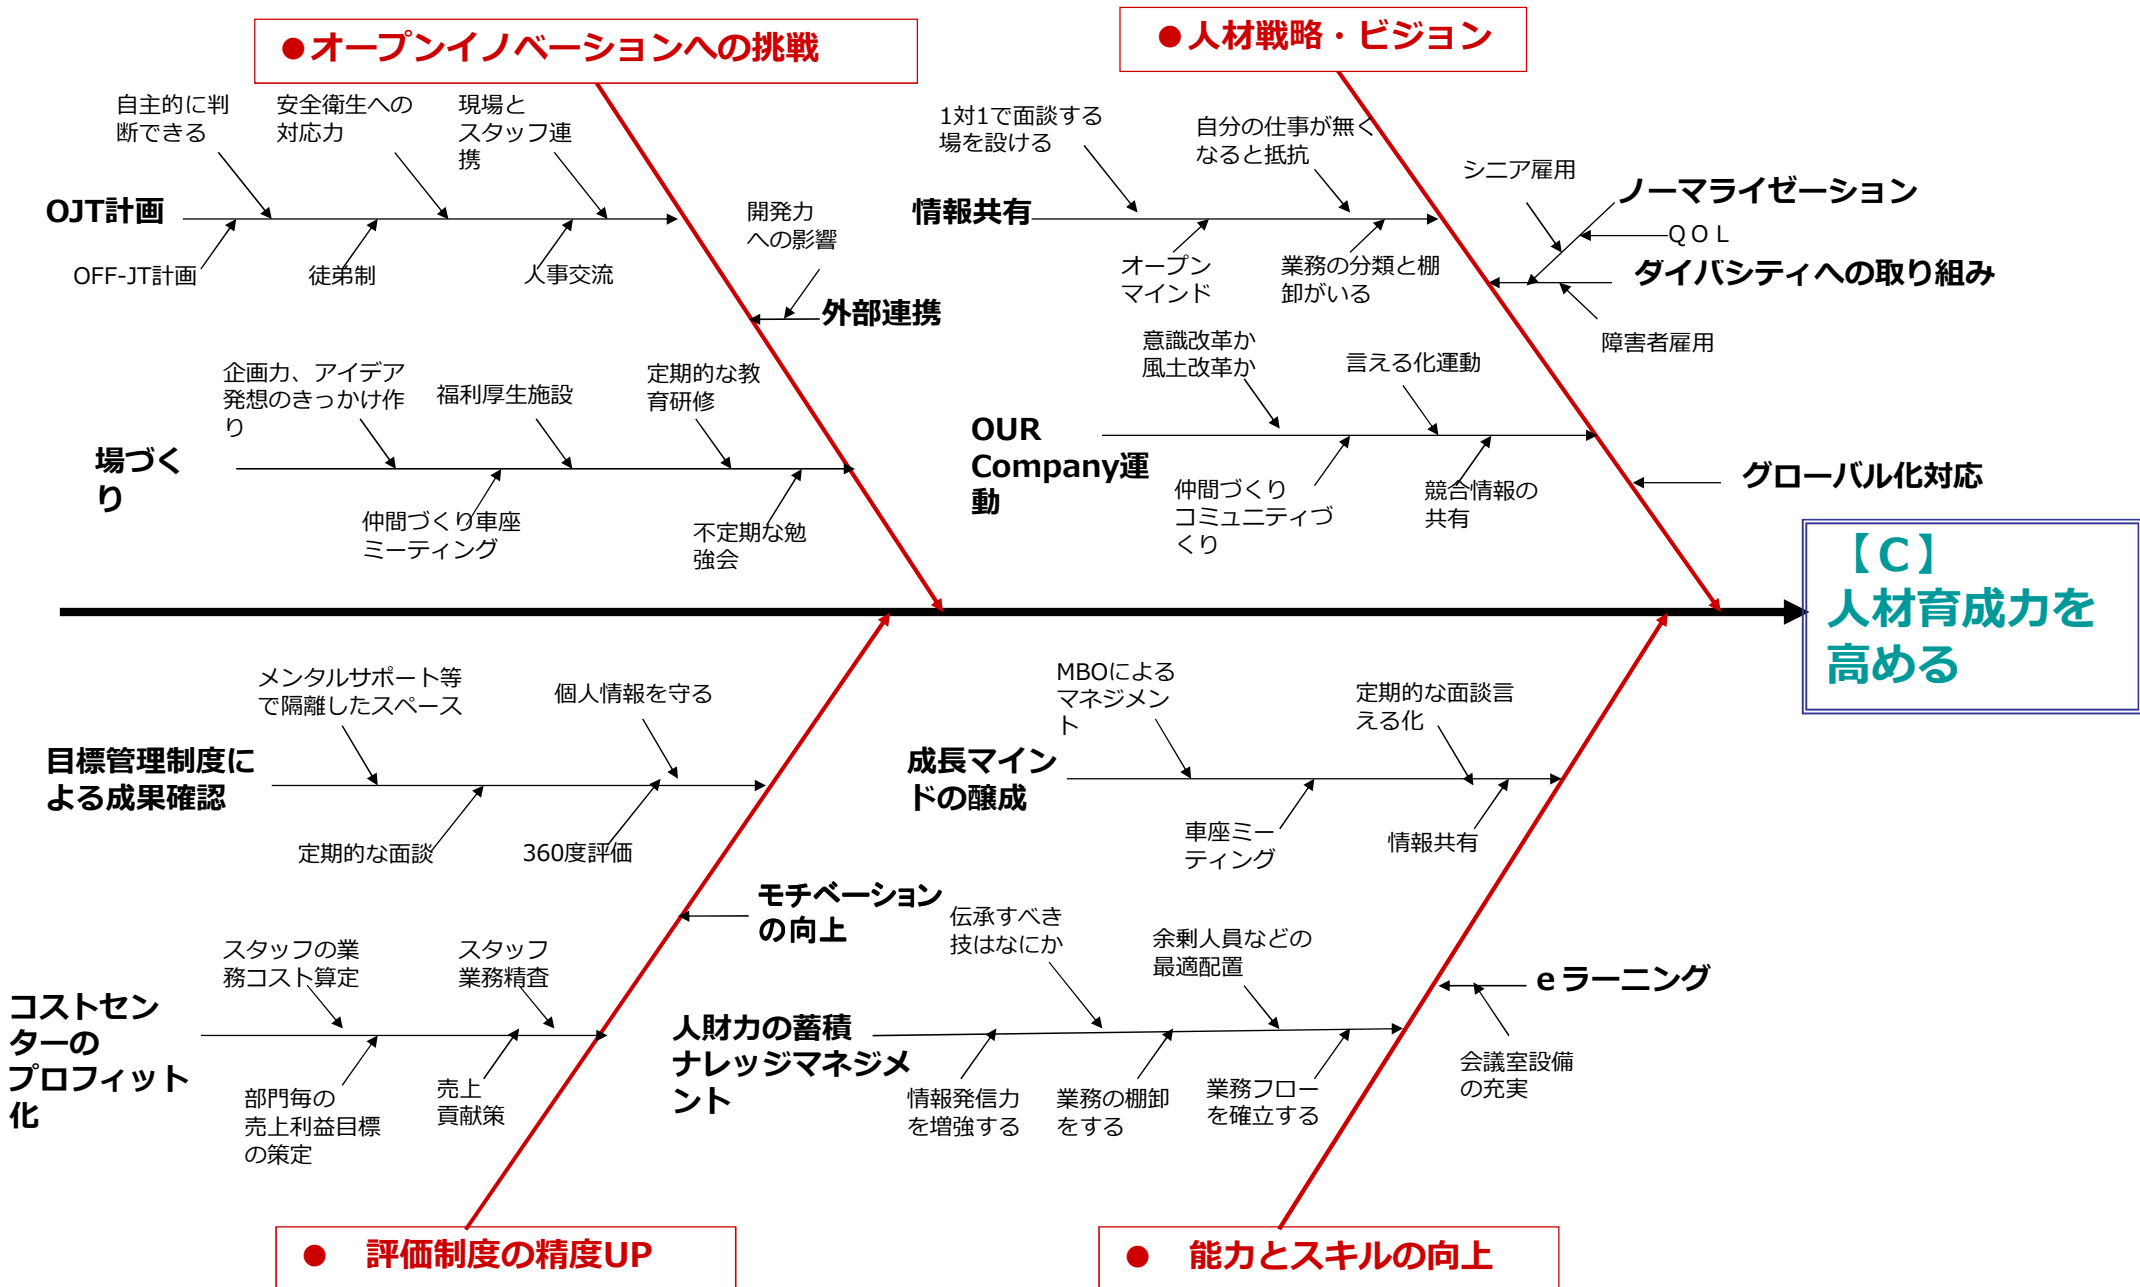 ●オープンイノベーションへの挑戦
●人材戦略・ビジョン
自主的に判
断できる
安全衛生への
対応力
現場と
スタッフ連
携
OJT計画
OFF-JT計画
徒弟制
人事交流
開発力
への影響
外部連携
企画力、アイデア
発想のきっかけ作
り
福利厚生施設
定期的な教
育研修
場づく
り
仲間づくり車座
ミーティング
不定期な勉
強会
1対1で面談する
場を設ける
自分の仕事が無く
なると抵抗
情報共有
オープン
マインド
業務の分類と棚
卸がいる
シニア雇用
ノーマライゼーション
ＱＯＬ
ダイバシティへの取り組み
障害者雇用
意識改革か
風土改革か
言える化運動
OUR
Company運
動
仲間づくり
コミュニティづ
くり
競合情報の
共有
グローバル化対応
【Ｃ】
人材育成力を
高める
メンタルサポート等
で隔離したスペース
個人情報を守る
目標管理制度に
よる成果確認
定期的な面談
360度評価
モチベーション
の向上
スタッフの業
務コスト算定
スタッフ
業務精査
コストセン
ターの
プロフィット
化
部門毎の
売上利益目標
の策定
売上
貢献策
MBOによる
マネジメン
ト
定期的な面談言
える化
成長マイン
ドの醸成
車座ミー
ティング
情報共有
伝承すべき
技はなにか
余剰人員などの
最適配置
人財力の蓄積
ナレッジマネジメ
ント
情報発信力
を増強する
業務の棚卸
をする
業務フロー
を確立する
ｅラーニング
会議室設備
の充実
●　評価制度の精度UP
●　能力とスキルの向上